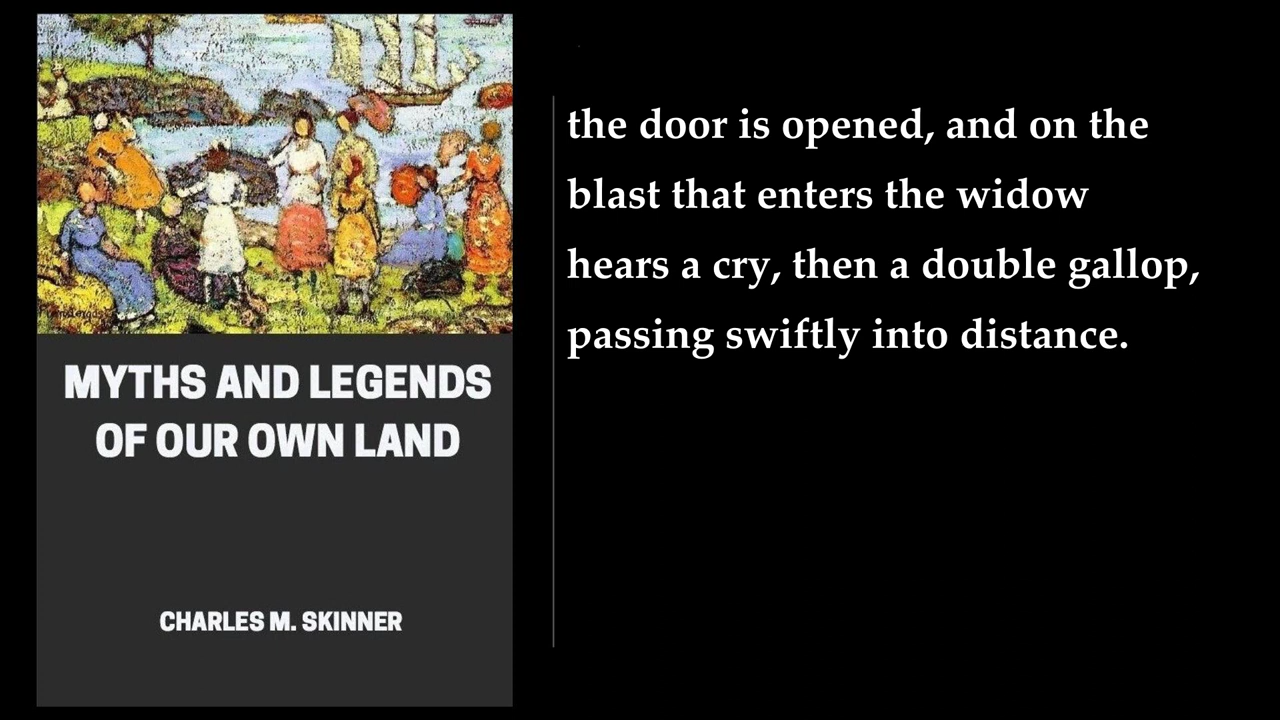 MYTHS AND LEGENDS
OF OUR OWN LAND
CHARLES M. SKINNER
the door is opened, and on the
blast that enters the widow
hears a cry, then a double gallop,
passing swiftly into distance.